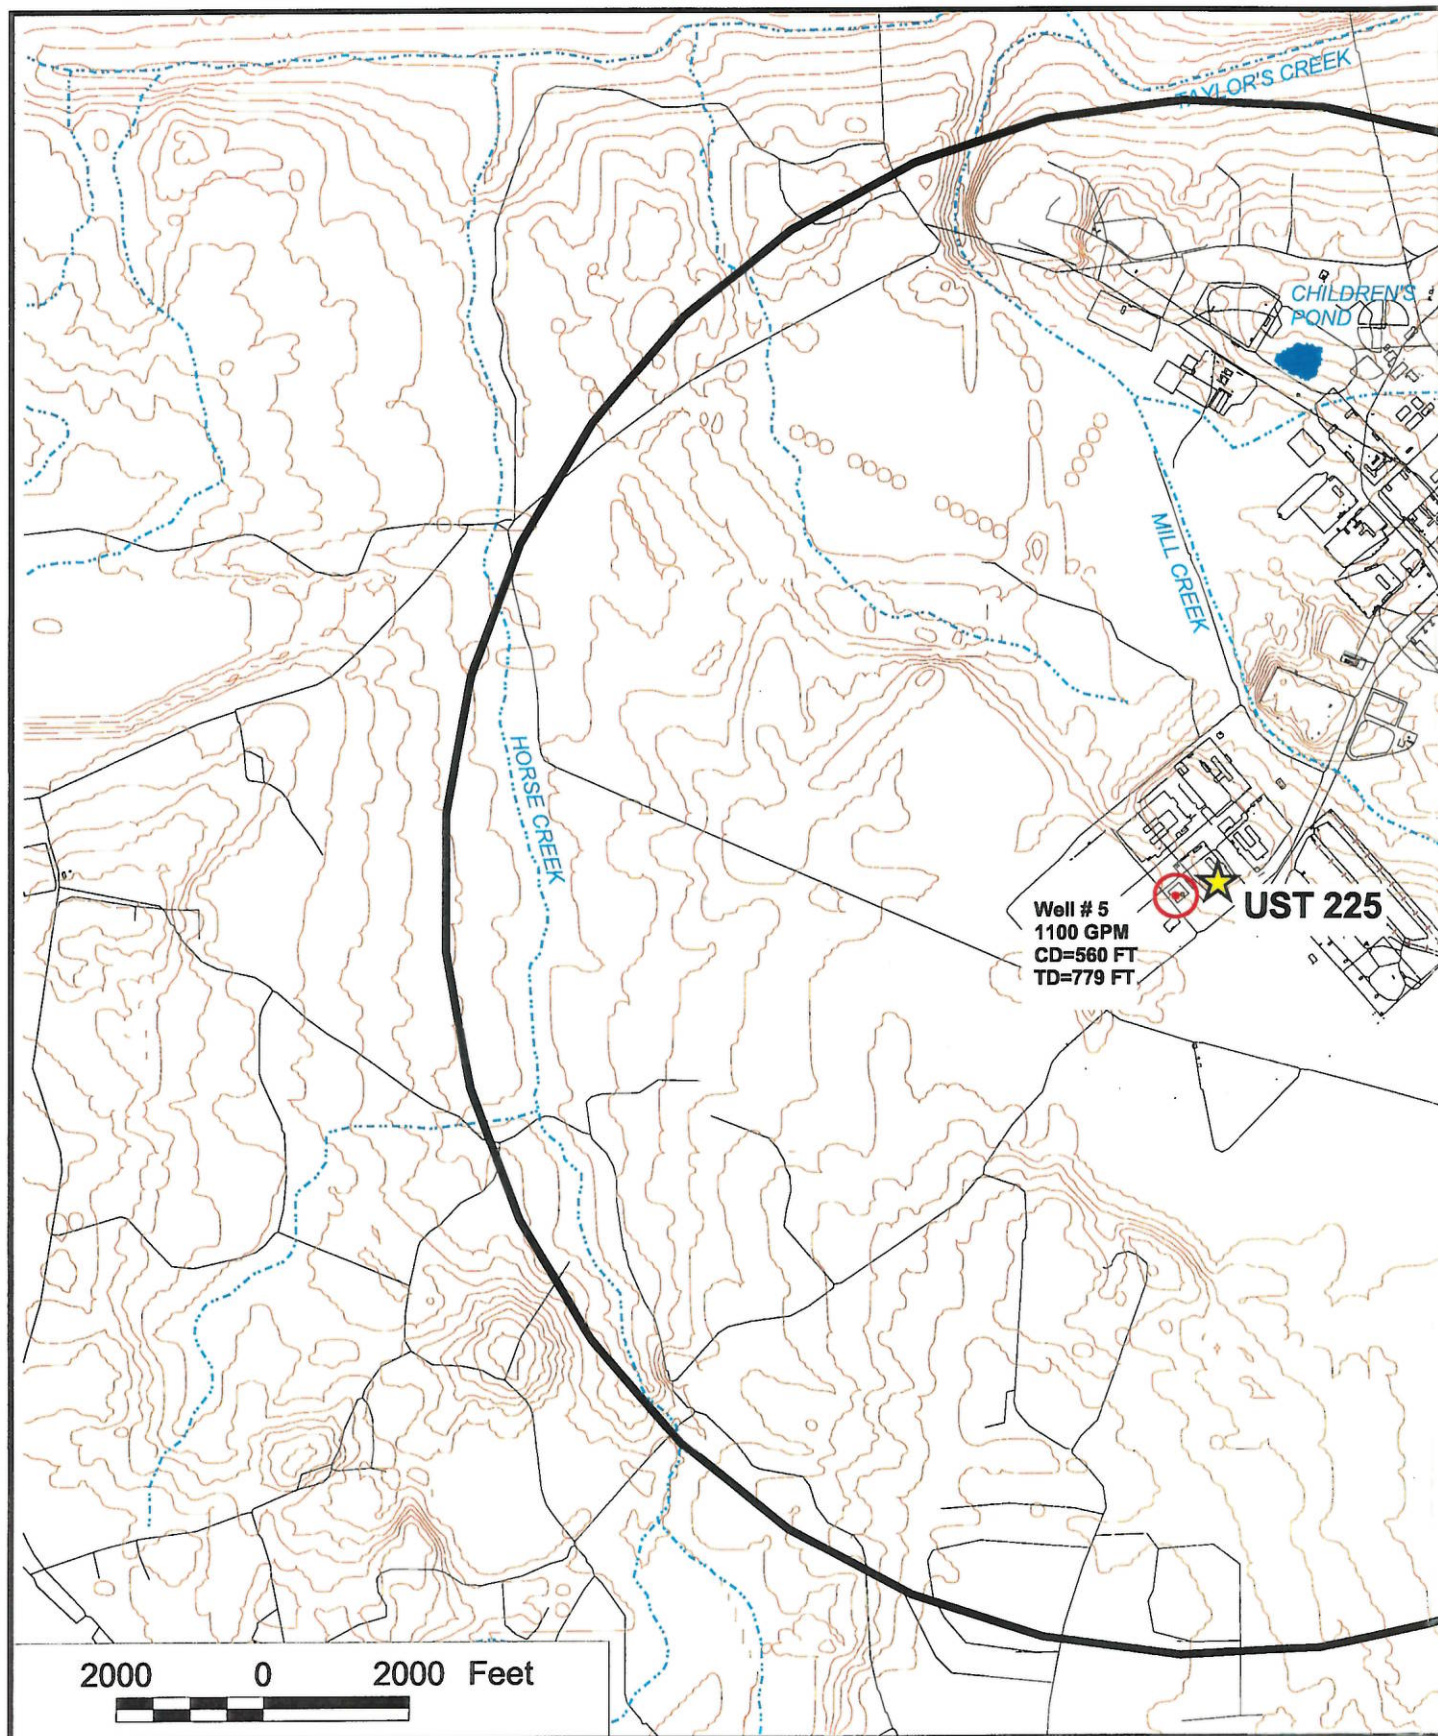 TAYLOR'S CREEK
CHILDREN'S
POND
MILL CREEK
HORSE CREEK
UST 225
Well # 5
1100 GPM
CD=560 FT
TD=779 FT
2000 0 2000 Feet